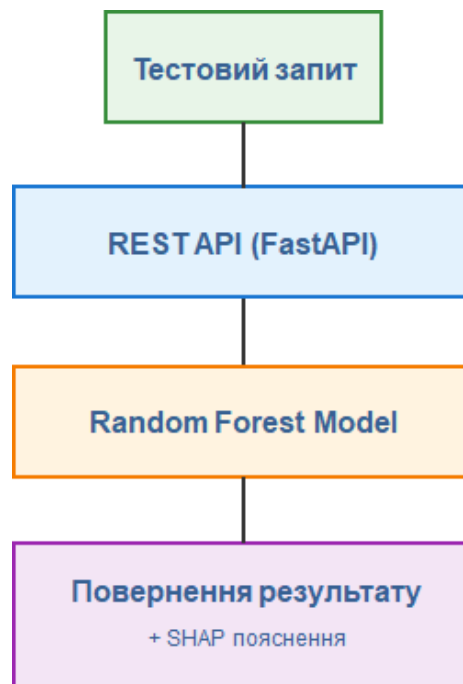 Тестовий запит
REST API (FastAPI)
Random Forest Model
Повернення результату
+ SHAP пояснення